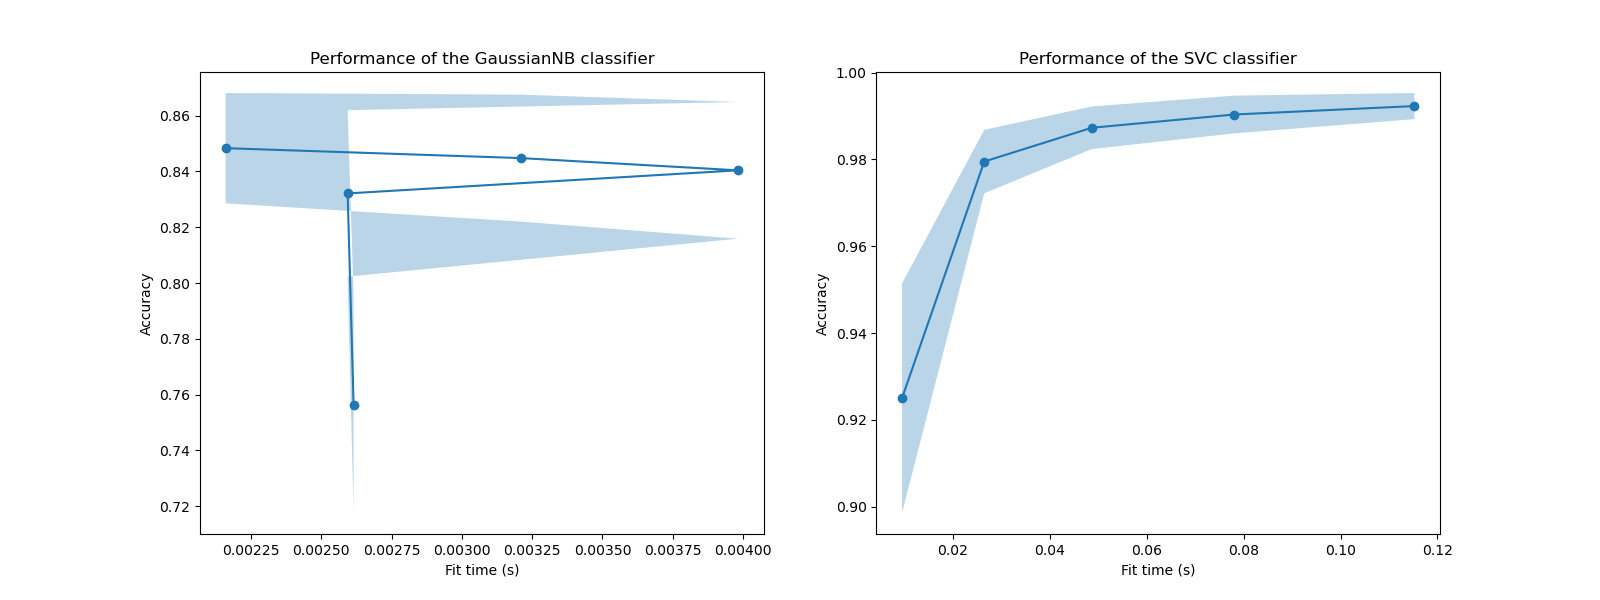 Performance of the GaussianNB classifier
Accuracy
0.86
0.84
0.82
0.80
0.78
0.76
0.74
0.72
0.00225 0.00250 0.00275 0.00300 0.00325 0.00350 0.00375 0.00400
Fit time (s)
Performance of the SVC classifier
Accuracy
1.00
0.98
0.96
0.94
0.92
0.90
0.02 0.04 0.06 0.08 0.10 0.12
Fit time (s)